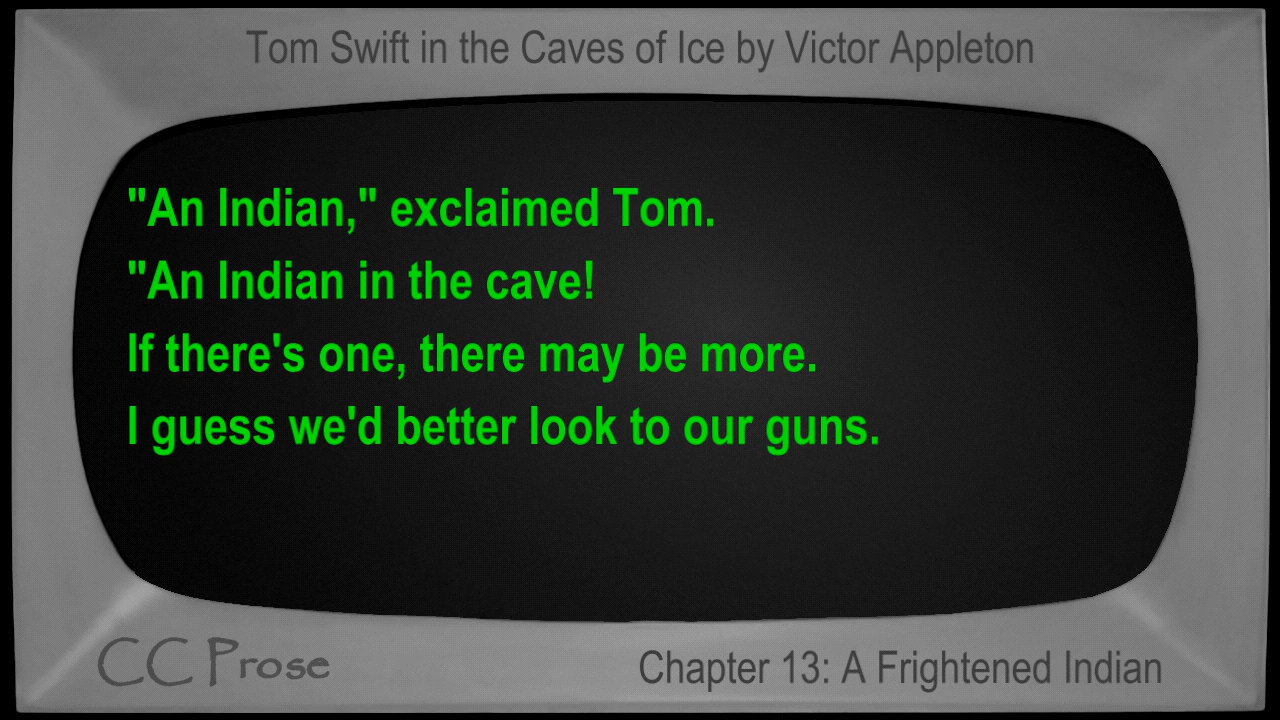 Tom Swift in the Caves of Ice by Victor Appleton
"An Indian," exclaimed Tom.
"An Indian in the cave!
If there's one, there may be more.
I guess we'd better look to our guns.
CC Prose
Chapter 13: A Frightened Indian